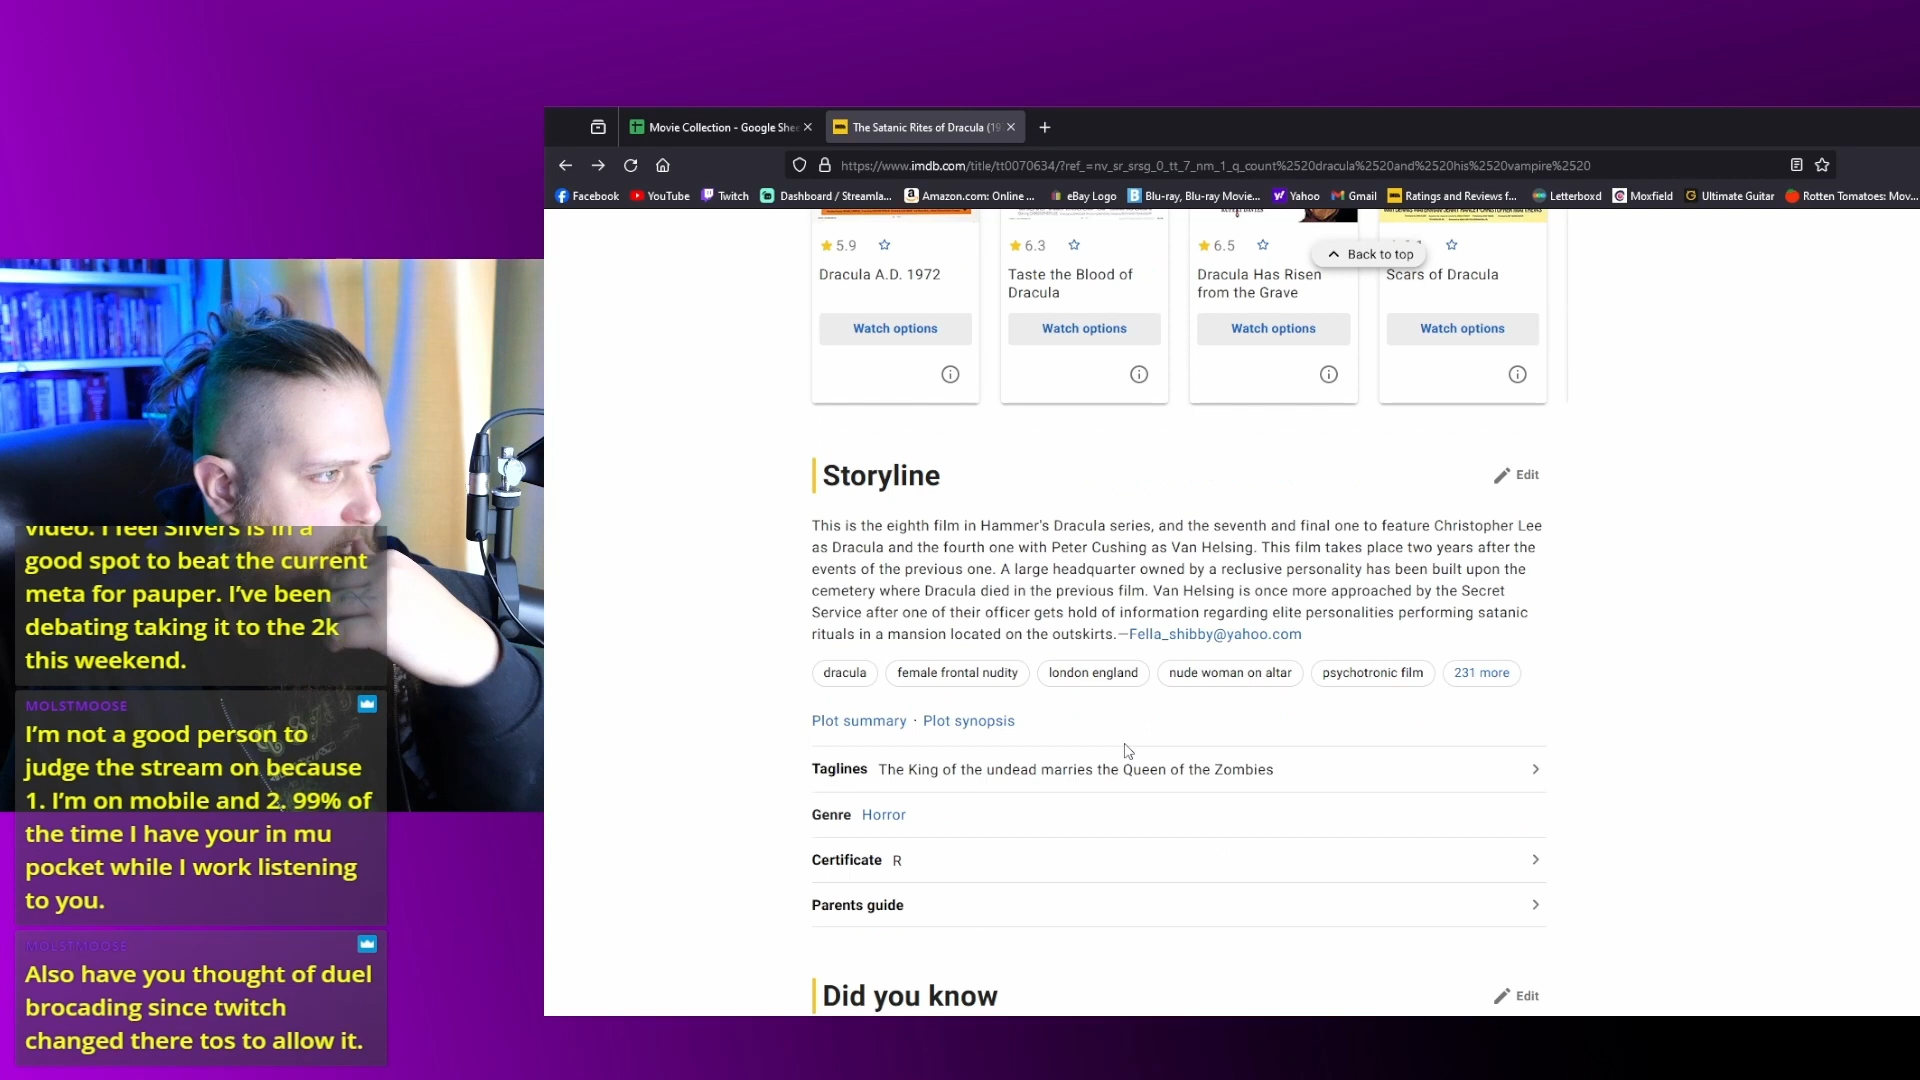 Movie Collection - Google She
The Satanic Rites of Dracula (19
https://www.imdb.com/title/tt0070634/?ref_=nv_sr_srsg_0_tt_7_nm_1_q_count%2520dracula%2520and%2520his%2520vampire%2520
Facebook
YouTube
Twitch
Dashboard / Streamla...
Amazon.com: Online ...
eBay Logo
Blu-ray, Blu-ray Movie...
Yahoo
Gmail
Ratings and Reviews f...
Letterboxd
Moxfield
Ultimate Guitar
Rotten Tomatoes: Mov...
5.9
6.3
6.5
Back to top
Dracula A.D. 1972
Taste the Blood of
Dracula
Dracula Has Risen
from the Grave
Scars of Dracula
Watch options
Watch options
Watch options
Watch options
Storyline
Edit
This is the eighth film in Hammer's Dracula series, and the seventh and final one to feature Christopher Lee
as Dracula and the fourth one with Peter Cushing as Van Helsing. This film takes place two years after the
events of the previous one. A large headquarter owned by a reclusive personality has been built upon the
cemetery where Dracula died in the previous film. Van Helsing is once more approached by the Secret
Service after one of their officer gets hold of information regarding elite personalities performing satanic
rituals in a mansion located on the outskirts.—Fella_shibby@yahoo.com
dracula
female frontal nudity
london england
nude woman on altar
psychotronic film
231 more
Plot summary · Plot synopsis
Taglines The King of the undead marries the Queen of the Zombies
Genre Horror
Certificate R
Parents guide
Did you know
Edit
video. I feel Slivers is in a
good spot to beat the current
meta for pauper. I've been
debating taking it to the 2k
this weekend.
MOLSTMOOSE
I'm not a good person to
judge the stream on because
1. I'm on mobile and 2. 99% of
the time I have your in mu
pocket while I work listening
to you.
MOLSTMOOSE
Also have you thought of duel
brocading since twitch
changed there tos to allow it.